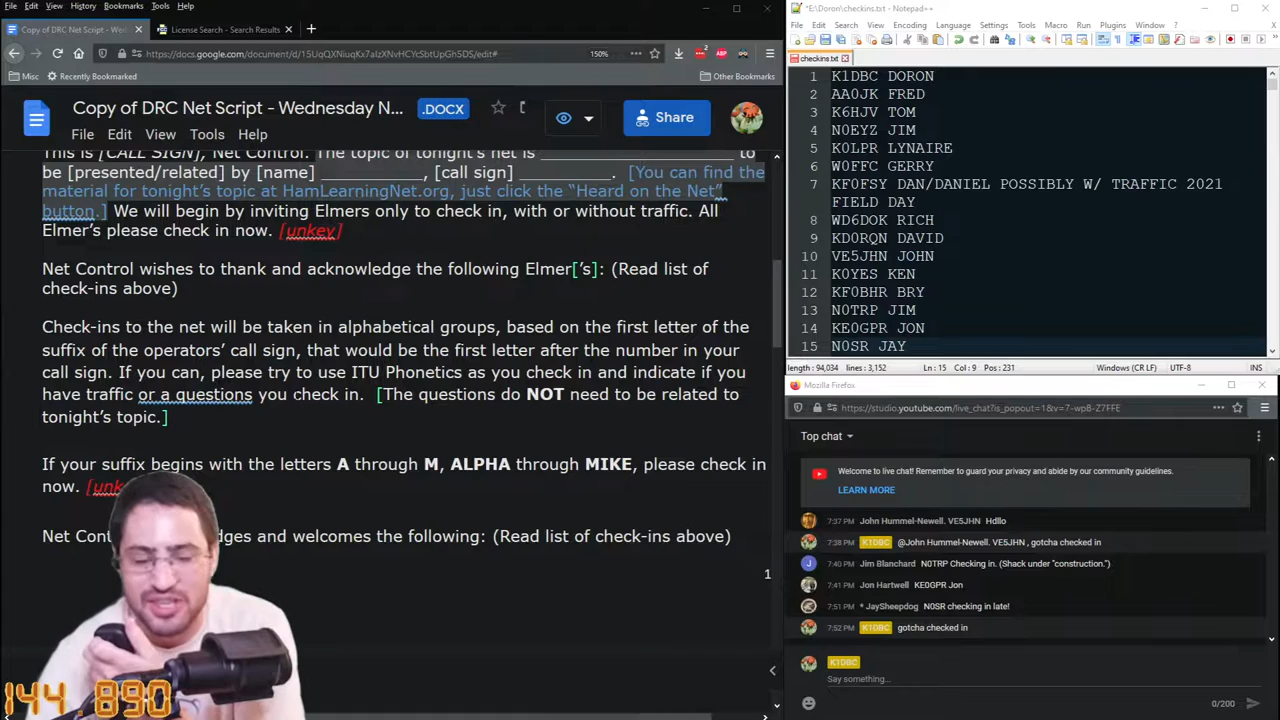 File Edit View History Bookmarks Tools Help
Copy of DRC Net Script - Wed
License Search - Search Results
https://docs.google.com/document/d/15UqQXNiuqKx7aIzXNvHCYcSbtUpGh5DS/edit#
150%
Misc
Recently Bookmarked
Other Bookmarks
Copy of DRC Net Script - Wednesday N...
.DOCX
Share
File Edit View Tools Help
This is [CALL SIGN], Net Control. The topic of tonight's net is ____________________ to
be [presented/related] by [name] __________, [call sign] _________. [You can find the
material for tonight's topic at HamLearningNet.org, just click the "Heard on the Net"
button.] We will begin by inviting Elmers only to check in, with or without traffic. All
Elmer's please check in now. [unkey]
Net Control wishes to thank and acknowledge the following Elmer['s]: (Read list of
check-ins above)
Check-ins to the net will be taken in alphabetical groups, based on the first letter of the
suffix of the operators' call sign, that would be the first letter after the number in your
call sign. If you can, please try to use ITU Phonetics as you check in and indicate if you
have traffic or a questions you check in. [The questions do NOT need to be related to
tonight's topic.]
If your suffix begins with the letters A through M, ALPHA through MIKE, please check in
now. [unk
Net Con dges and welcomes the following: (Read list of check-ins above)
1
144.890
*E:\Doron\checkins.txt - Notepad++
File Edit Search View Encoding Language Settings Tools Macro Run Plugins Window ?
checkins.txt
1 K1DBC DORON
2 AA0JK FRED
3 K6HJV TOM
4 N0EYZ JIM
5 K0LPR LYNAIRE
6 W0FFC GERRY
7 KF0FSY DAN/DANIEL POSSIBLY W/ TRAFFIC 2021
FIELD DAY
8 WD6DOK RICH
9 KD0RQN DAVID
10 VE5JHN JOHN
11 K0YES KEN
12 KF0BHR BRY
13 N0TRP JIM
14 KE0GPR JON
15 N0SR JAY
length : 94,034 lines : 3,152
Ln : 15 Col : 9 Pos : 231
Windows (CR LF)
UTF-8
INS
Mozilla Firefox
https://studio.youtube.com/live_chat?is_popout=1&v=7-wpB-Z7FFE
Top chat
Welcome to live chat! Remember to guard your privacy and abide by our community guidelines.
LEARN MORE
7:37 PM John Hummel-Newell. VE5JHN Hdllo
7:38 PM K1DBC @John Hummel-Newell. VE5JHN , gotcha checked in
7:40 PM Jim Blanchard N0TRP Checking in. (Shack under "construction.")
7:41 PM Jon Hartwell KE0GPR Jon
7:51 PM * JaySheepdog N0SR checking in late!
7:52 PM K1DBC gotcha checked in
K1DBC
Say something...
0/200